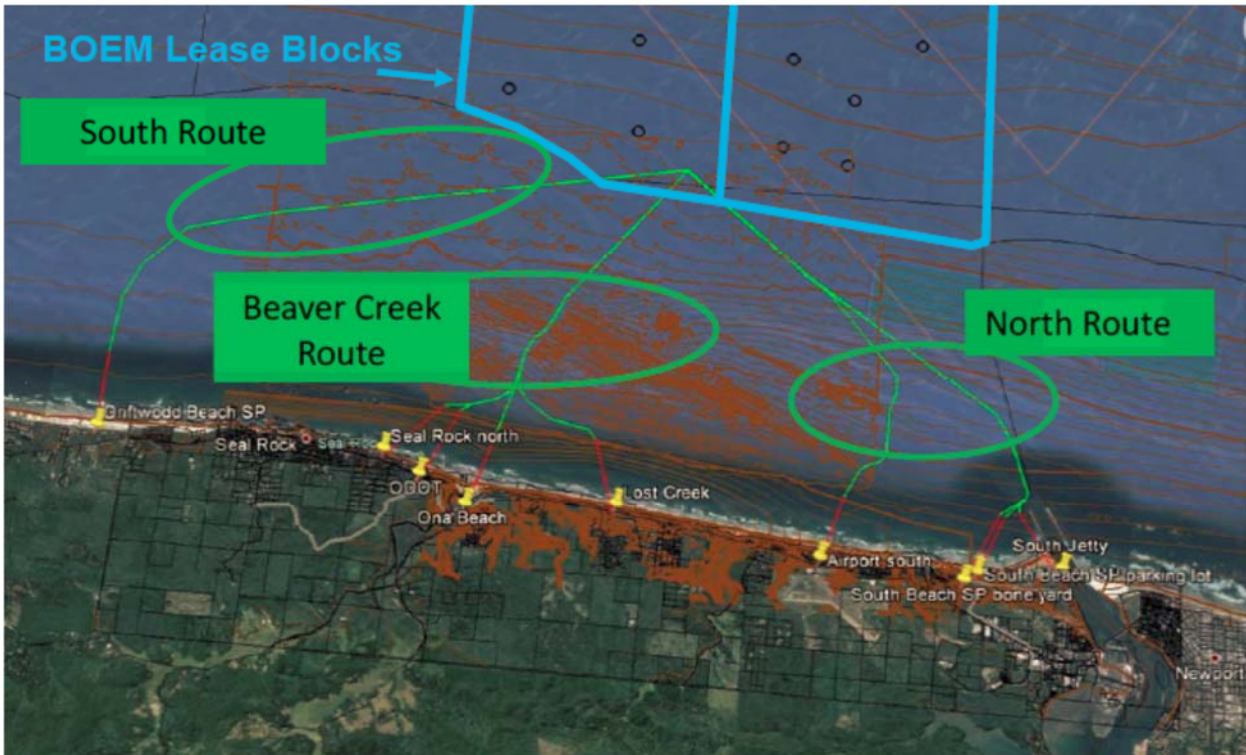 BOEM Lease Blocks
South Route
Beaver Creek
Route
North Route
Driftwodd Beach SP
Seal Rock
Seal Rock north
ODOT
Ona Beach
Lost Creek
Airport south
South Jetty
South Beach SP parking lot
South Beach SP bone yard
Newport